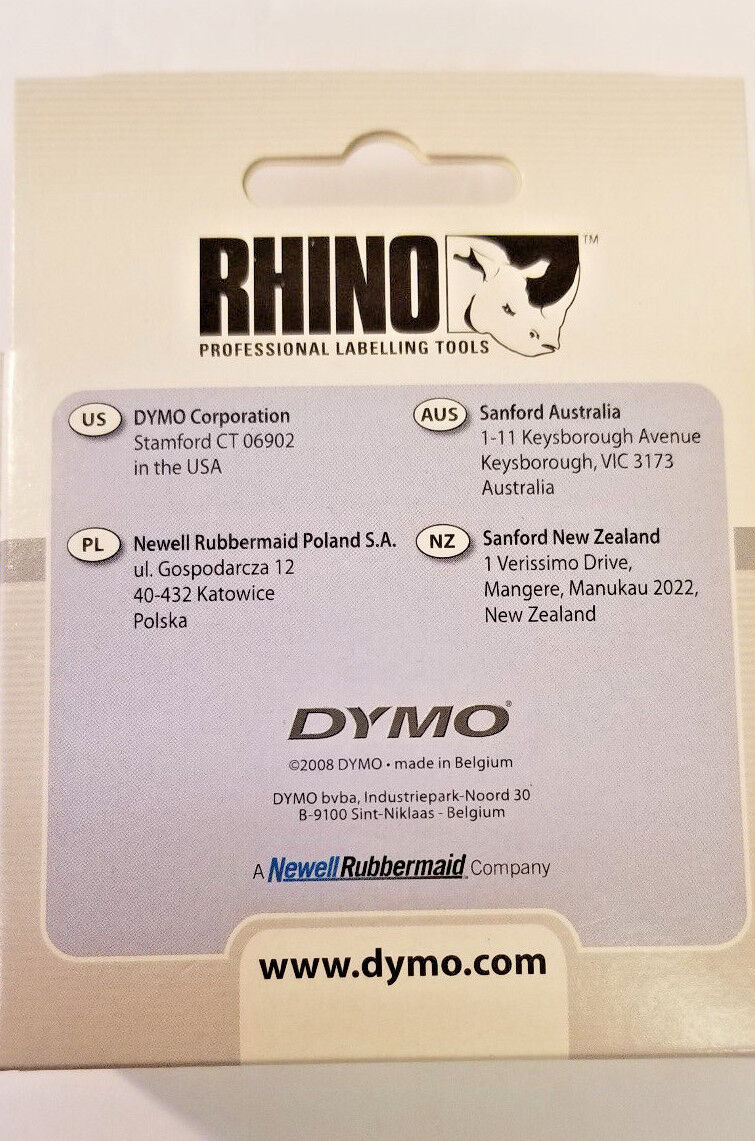 RHINO™
PROFESSIONAL LABELLING TOOLS
US
DYMO Corporation
Stamford CT 06902
in the USA
AUS
Sanford Australia
1-11 Keysborough Avenue
Keysborough, VIC 3173
Australia
PL
Newell Rubbermaid Poland S.A.
ul. Gospodarcza 12
40-432 Katowice
Polska
NZ
Sanford New Zealand
1 Verissimo Drive,
Mangere, Manukau 2022,
New Zealand
DYMO®
©2008 DYMO • made in Belgium
DYMO bvba, Industriepark-Noord 30
B-9100 Sint-Niklaas - Belgium
A Newell Rubbermaid Company
www.dymo.com